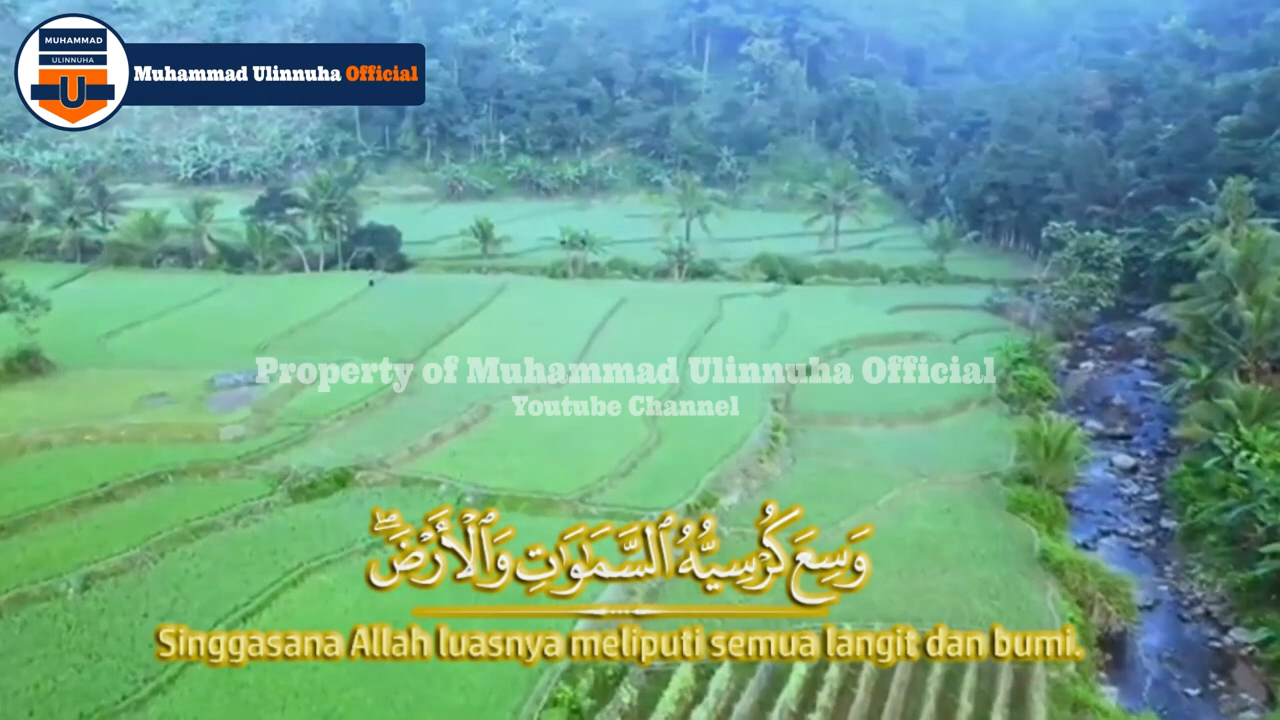 MUHAMMAD
ULINNUHA
U
Muhammad Ulinnuha Official
Property of Muhammad Ulinnuha Official
Youtube Channel
وَسِعَ كُرْسِيُّهُ ٱلسَّمَـٰوَٰتِ وَٱلْأَرْضَ ۖ
Singgasana Allah luasnya meliputi semua langit dan bumi.